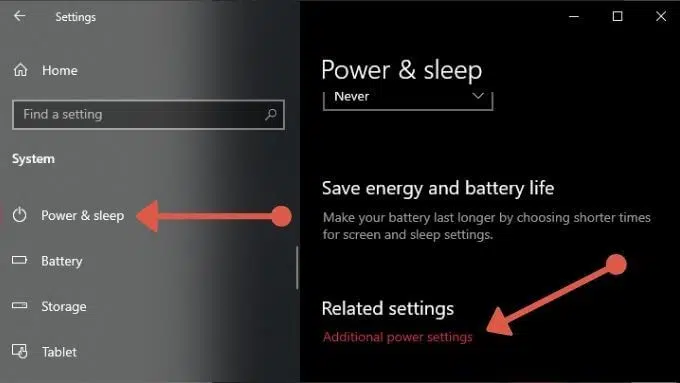 Settings
Home
Find a setting
System
Power & sleep
Battery
Storage
Tablet
Power & sleep
Never
Save energy and battery life
Make your battery last longer by choosing shorter times
for screen and sleep settings.
Related settings
Additional power settings